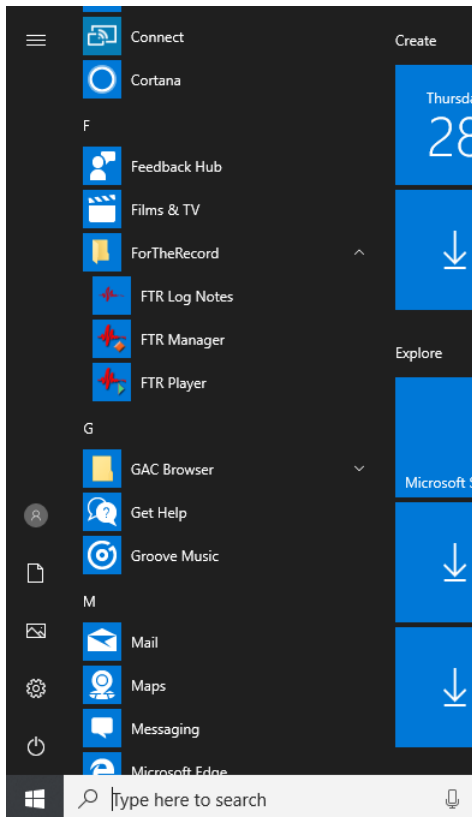 Connect
Cortana
F
Feedback Hub
Films & TV
ForTheRecord
FTR Log Notes
FTR Manager
FTR Player
G
GAC Browser
Get Help
Groove Music
M
Mail
Maps
Messaging
Microsoft Edge
Create
Thursda
28
Explore
Microsoft S
Type here to search